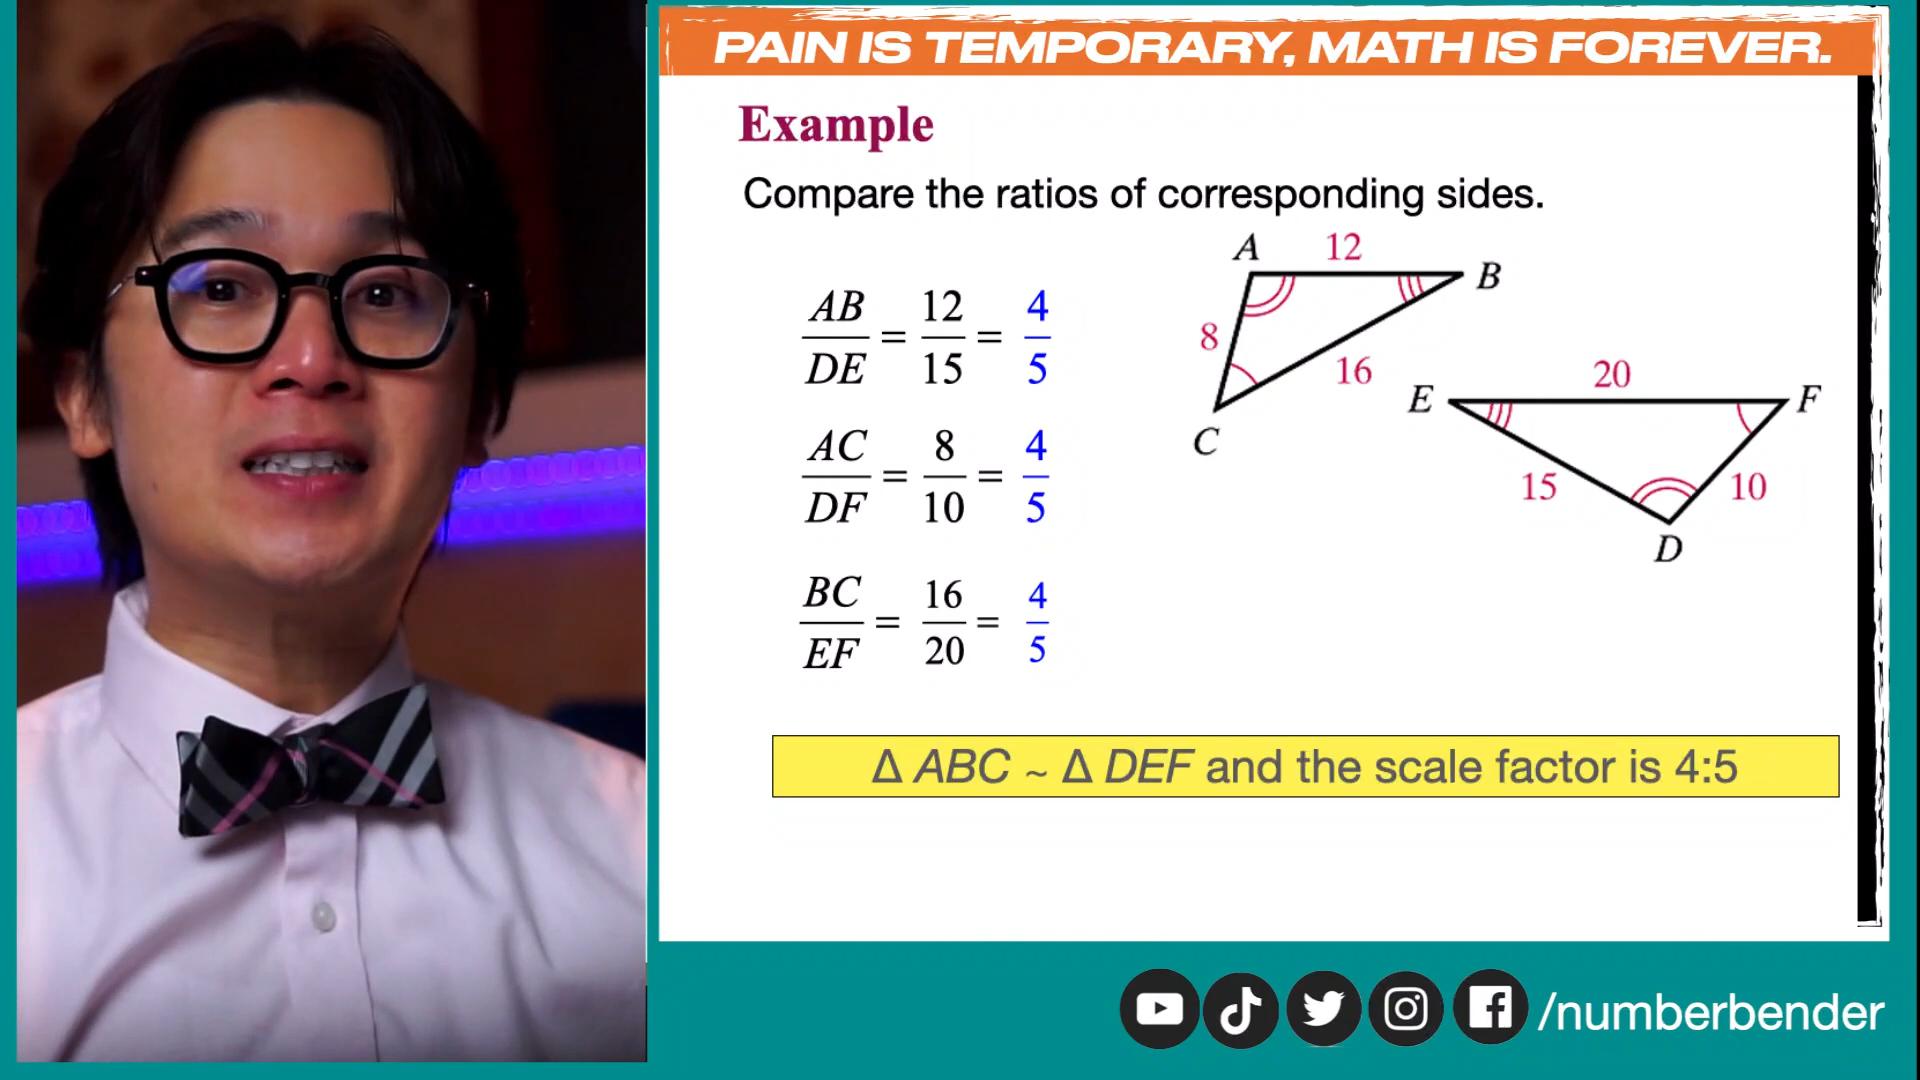 PAIN IS TEMPORARY, MATH IS FOREVER.
Example
Compare the ratios of corresponding sides.
AB/DE = 12/15 = 4/5
AC/DF = 8/10 = 4/5
BC/EF = 16/20 = 4/5
A 12 B
8
16
C
E 20 F
15 10
D
Δ ABC ~ Δ DEF and the scale factor is 4:5
/numberbender